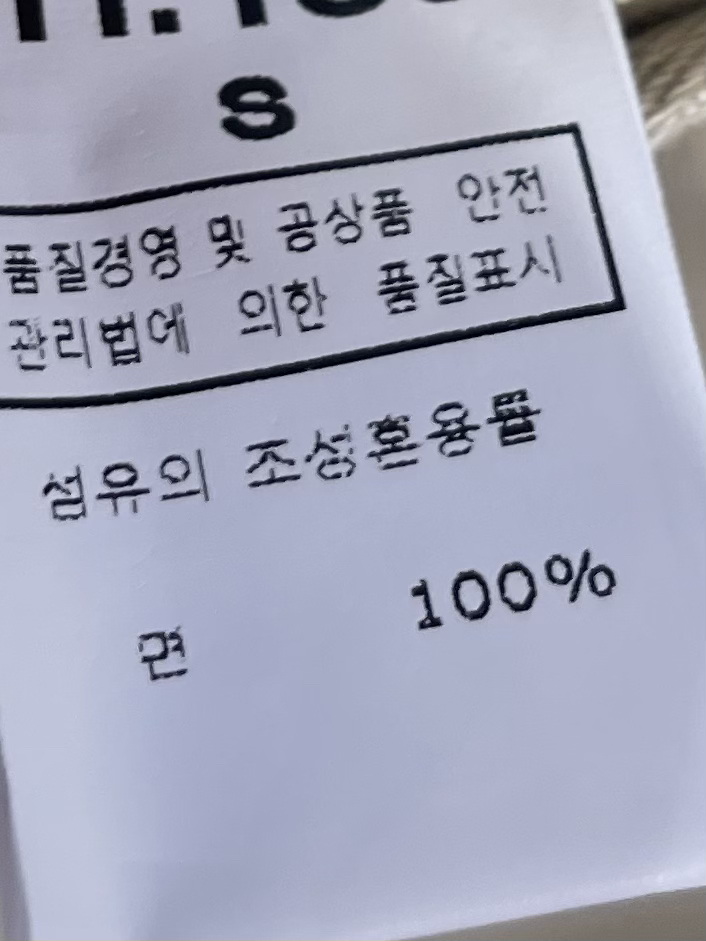 S
품질경영 및 공상품 안전
관리법에 의한 품질표시
섬유의 조성혼용률
면 100%